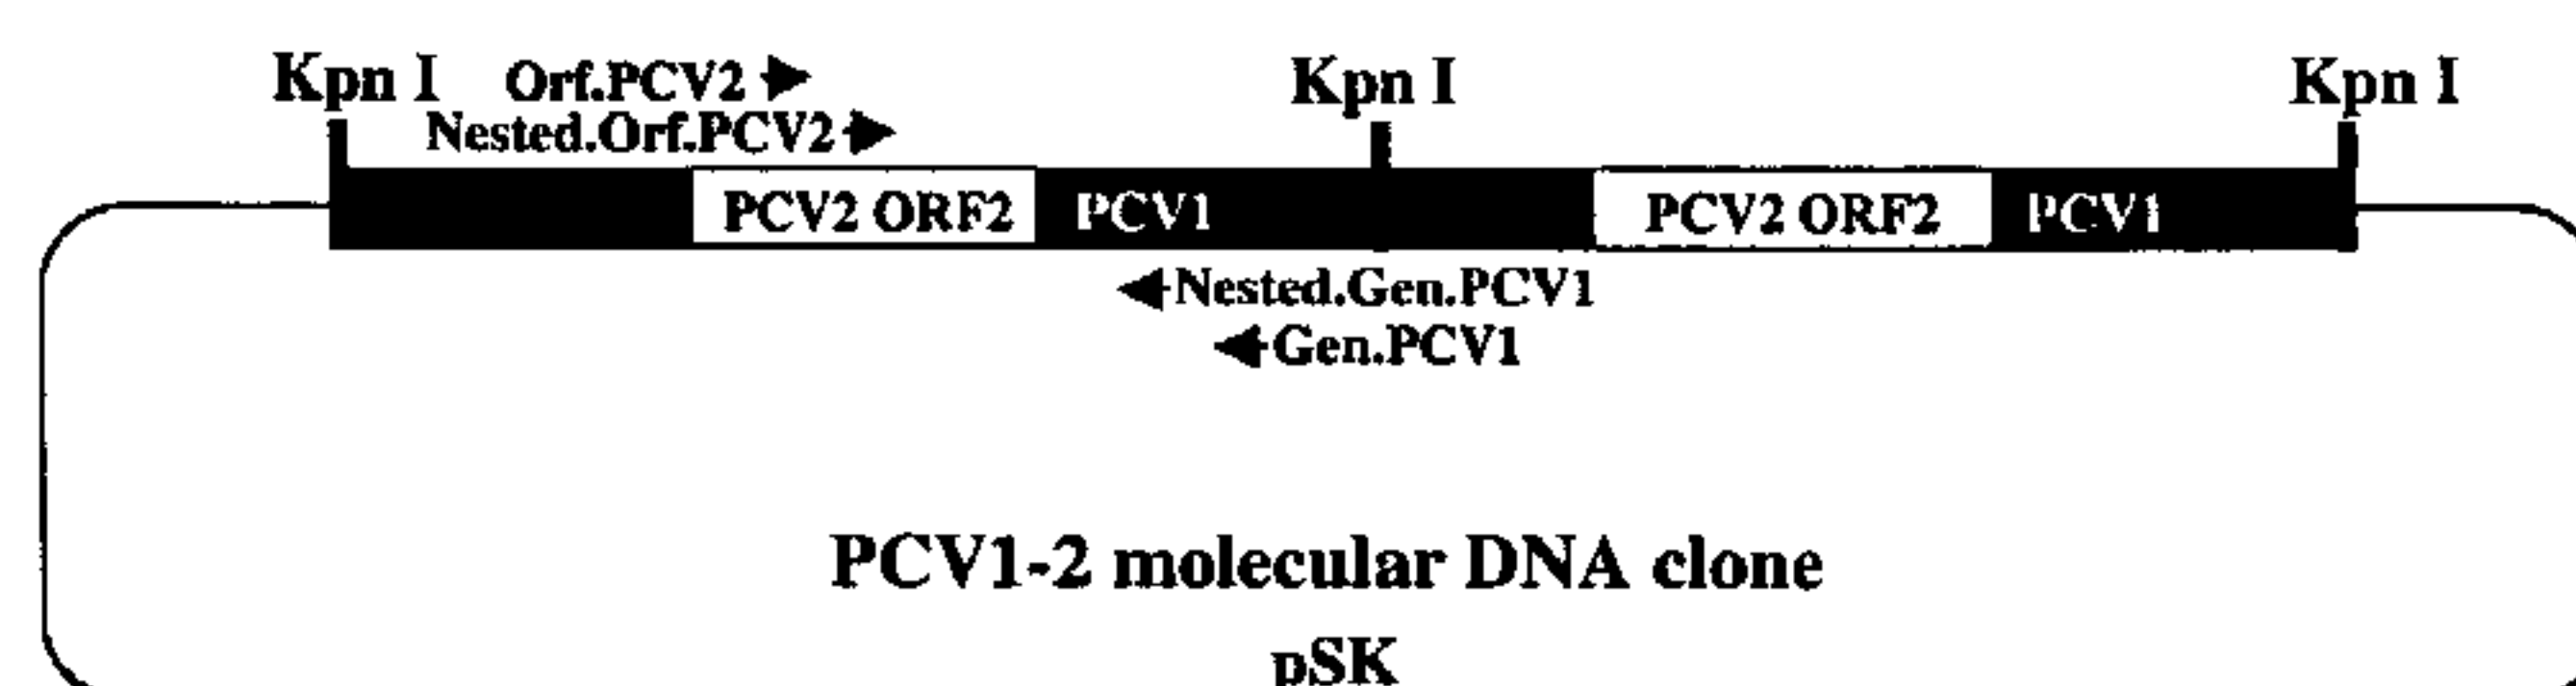 Kpn I Orf.PCV2 Kpn I Kpn I
Nested.Orf.PCV2
PCV2 ORF2 PCV1 PCV2 ORF2 PCV1
Nested.Gen.PCV1
Gen.PCV1
PCV1-2 molecular DNA clone
pSK